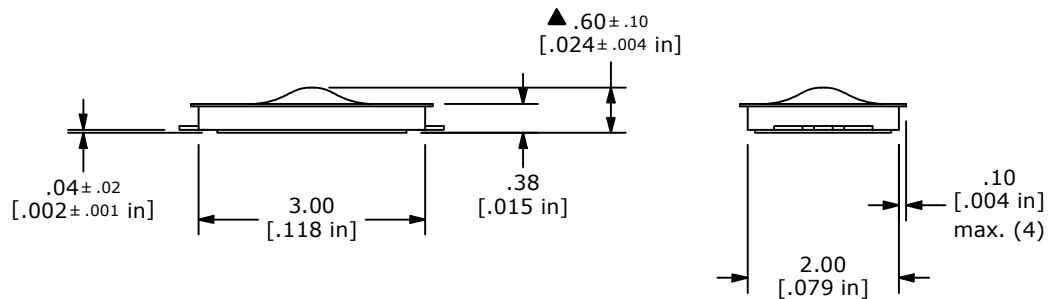 ▲ .60± .10
[.024± .004 in]
.04± .02
[.002± .001 in]
3.00
[.118 in]
.38
[.015 in]
.10
[.004 in]
max. (4)
2.00
[.079 in]